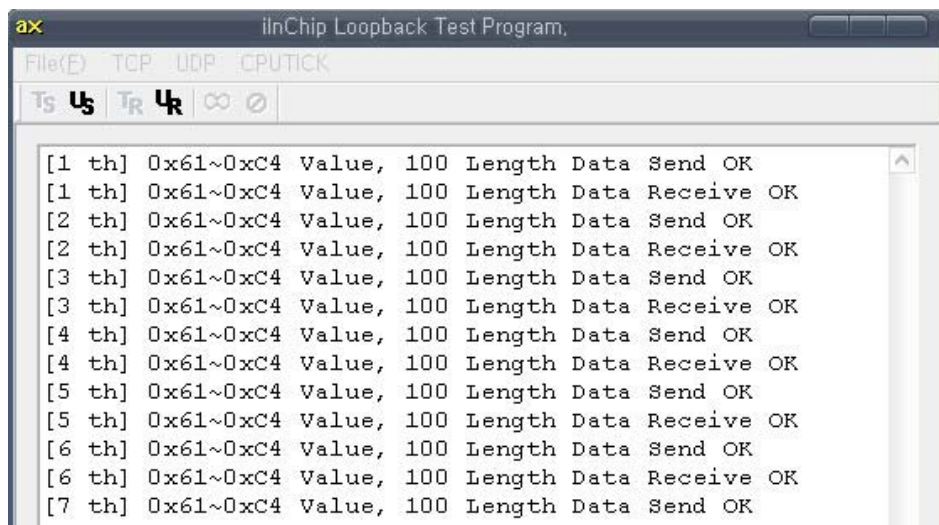 ax iInChip Loopback Test Program,
File(F) TCP UDP CPUTICK
TS US TR UR
[1 th] 0x61~0xC4 Value, 100 Length Data Send OK
[1 th] 0x61~0xC4 Value, 100 Length Data Receive OK
[2 th] 0x61~0xC4 Value, 100 Length Data Send OK
[2 th] 0x61~0xC4 Value, 100 Length Data Receive OK
[3 th] 0x61~0xC4 Value, 100 Length Data Send OK
[3 th] 0x61~0xC4 Value, 100 Length Data Receive OK
[4 th] 0x61~0xC4 Value, 100 Length Data Send OK
[4 th] 0x61~0xC4 Value, 100 Length Data Receive OK
[5 th] 0x61~0xC4 Value, 100 Length Data Send OK
[5 th] 0x61~0xC4 Value, 100 Length Data Receive OK
[6 th] 0x61~0xC4 Value, 100 Length Data Send OK
[6 th] 0x61~0xC4 Value, 100 Length Data Receive OK
[7 th] 0x61~0xC4 Value, 100 Length Data Send OK